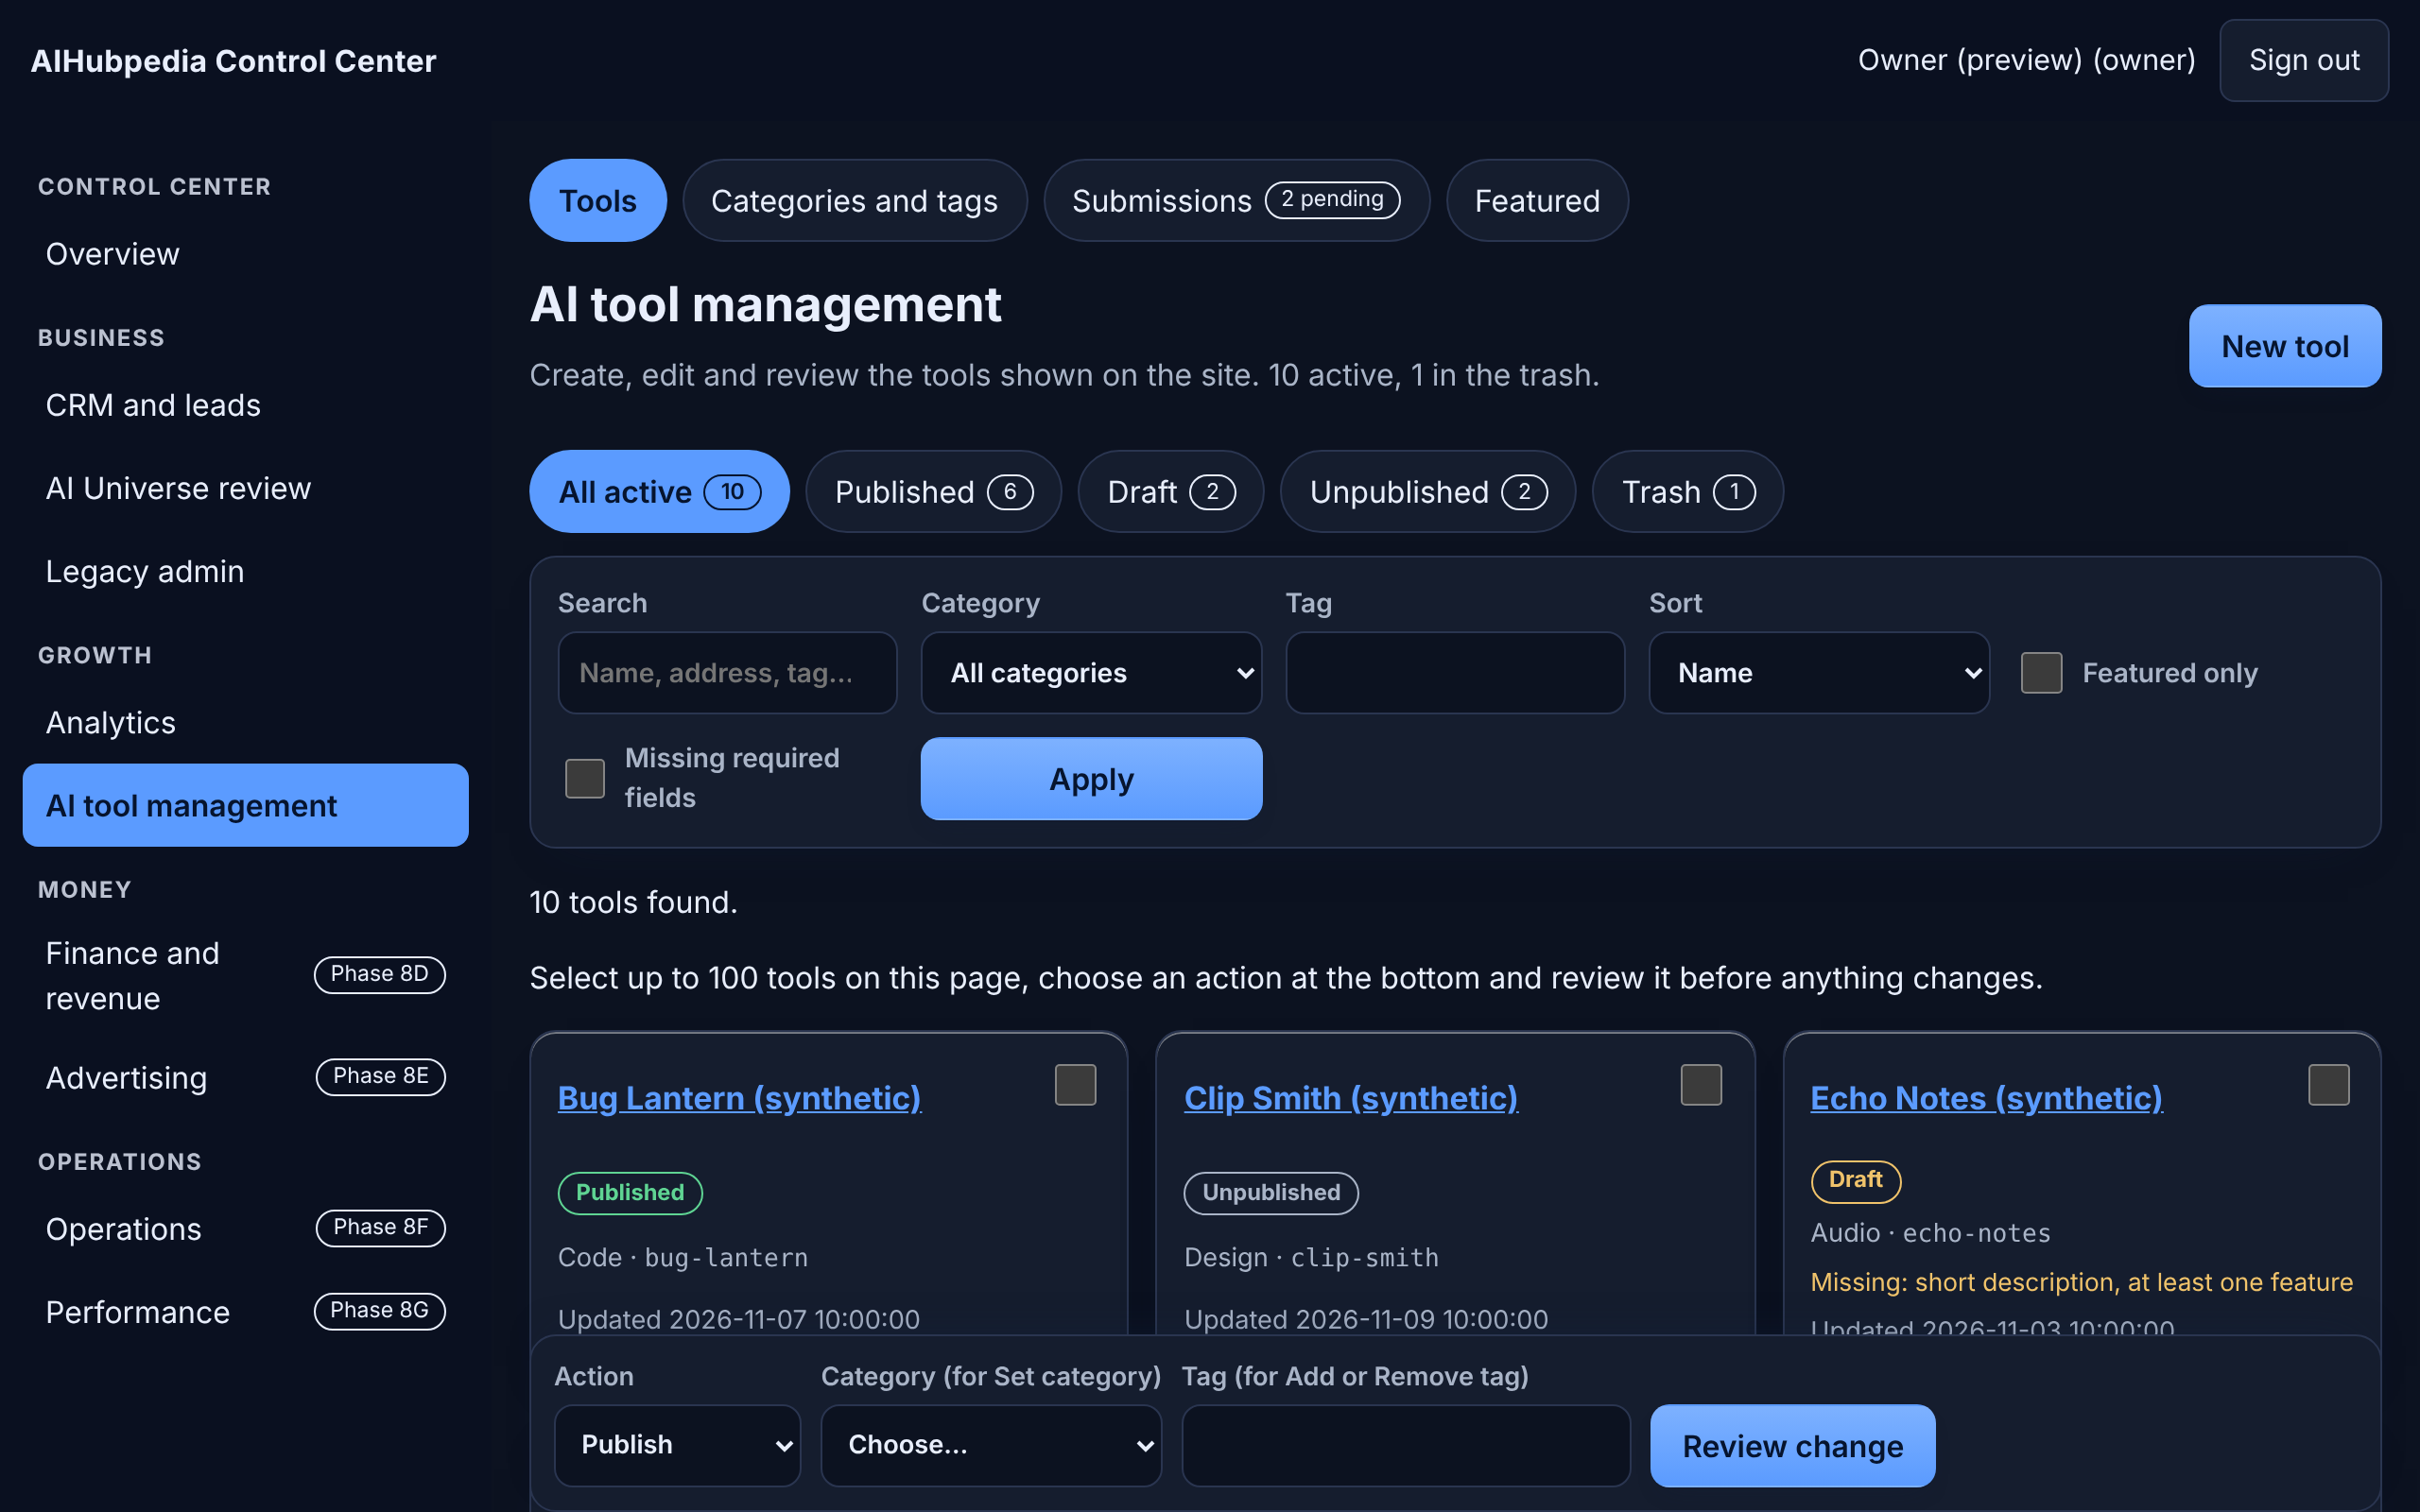 AIHubpedia Control Center
Owner (preview) (owner)
Sign out
CONTROL CENTER
Overview
BUSINESS
CRM and leads
AI Universe review
Legacy admin
GROWTH
Analytics
AI tool management
MONEY
Finance and
revenue
Phase 8D
Advertising
Phase 8E
OPERATIONS
Operations
Phase 8F
Performance
Phase 8G
Tools
Categories and tags
Submissions 2 pending
Featured
AI tool management
Create, edit and review the tools shown on the site. 10 active, 1 in the trash.
New tool
All active 10
Published 6
Draft 2
Unpublished 2
Trash 1
Search
Category
Tag
Sort
Name, address, tag...
All categories
Name
Featured only
Missing required
fields
Apply
10 tools found.
Select up to 100 tools on this page, choose an action at the bottom and review it before anything changes.
Bug Lantern (synthetic)
Published
Code · bug-lantern
Updated 2026-11-07 10:00:00
Clip Smith (synthetic)
Unpublished
Design · clip-smith
Updated 2026-11-09 10:00:00
Echo Notes (synthetic)
Draft
Audio · echo-notes
Missing: short description, at least one feature
Updated 2026-11-03 10:00:00
Action
Category (for Set category)
Tag (for Add or Remove tag)
Publish
Choose...
Review change